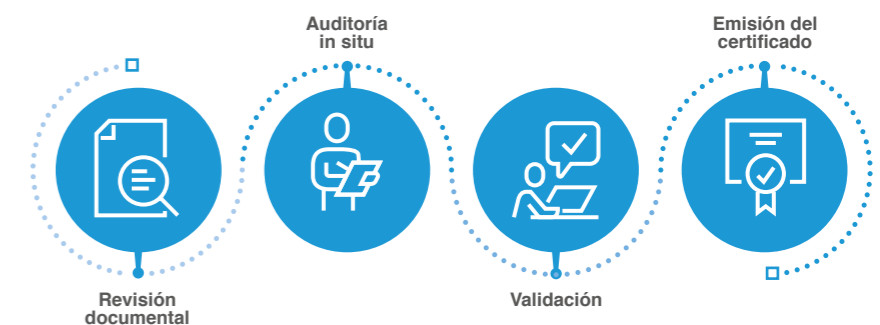 Revisión
documental
Auditoría
in situ
Validación
Emisión del
certificado